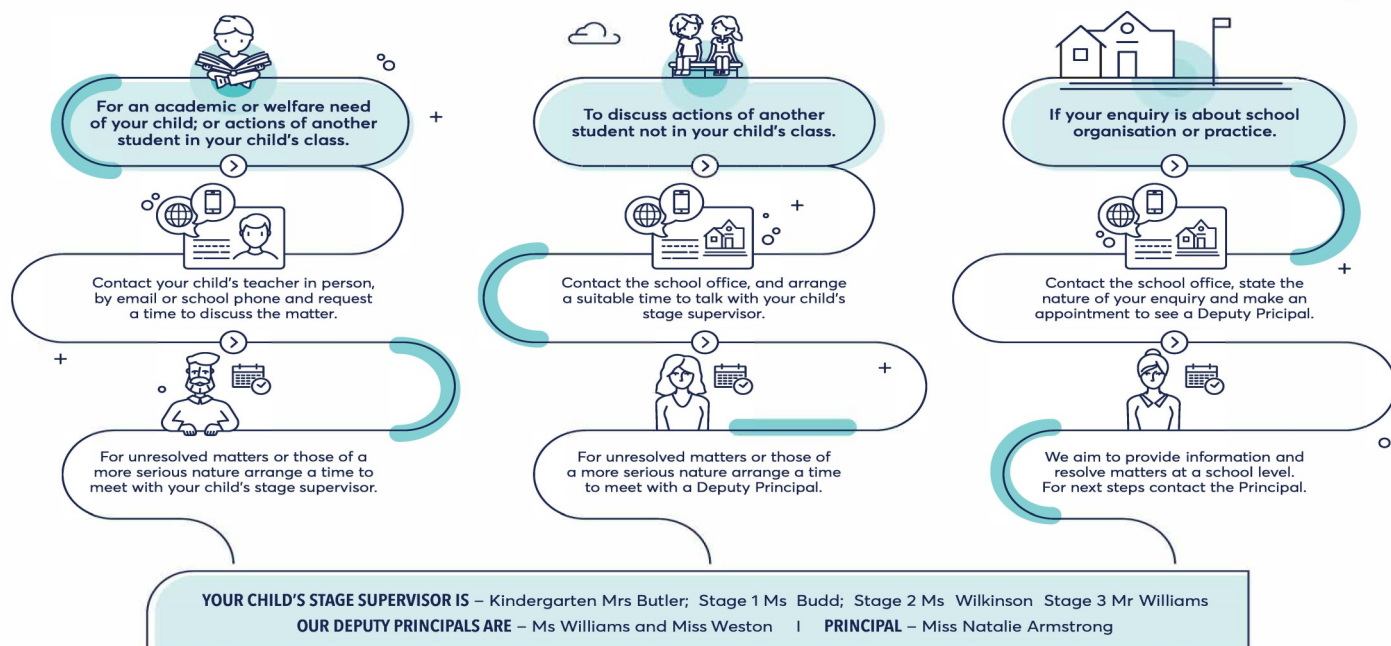 For an academic or welfare need
of your child; or actions of another
student in your child's class.
Contact your child's teacher in person,
by email or school phone and request
a time to discuss the matter.
For unresolved matters or those of a
more serious nature arrange a time to
meet with your child's stage supervisor.
To discuss actions of another
student not in your child's class.
Contact the school office, and arrange
a suitable time to talk with your child's
stage supervisor.
For unresolved matters or those of
a more serious nature arrange a time
to meet with a Deputy Principal.
If your enquiry is about school
organisation or practice.
Contact the school office, state the
nature of your enquiry and make an
appointment to see a Deputy Pricipal.
We aim to provide information and
resolve matters at a school level.
For next steps contact the Principal.
YOUR CHILD'S STAGE SUPERVISOR IS – Kindergarten Mrs Butler; Stage 1 Ms Budd; Stage 2 Ms Wilkinson Stage 3 Mr Williams
OUR DEPUTY PRINCIPALS ARE – Ms Williams and Miss Weston | PRINCIPAL – Miss Natalie Armstrong